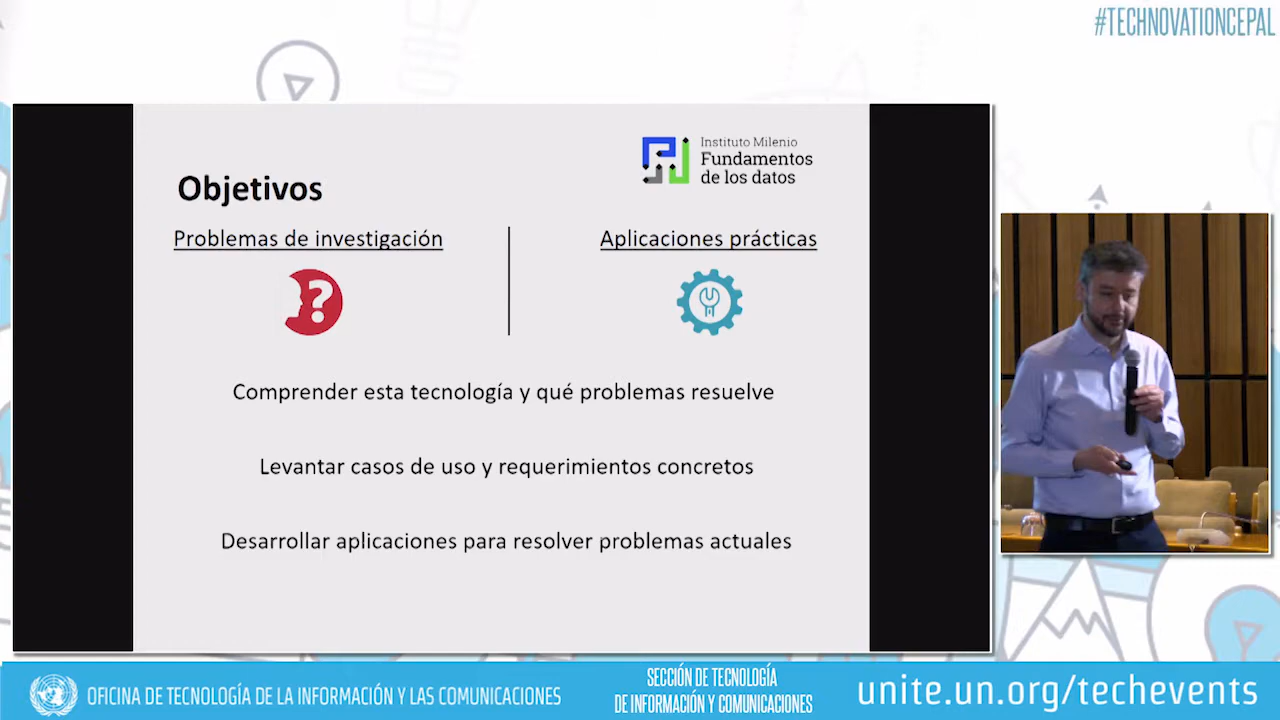 #TECHNOVATIONCEPAL
Instituto Milenio
Fundamentos
de los datos
Objetivos
Problemas de investigación
Aplicaciones prácticas
?
Comprender esta tecnología y qué problemas resuelve
Levantar casos de uso y requerimientos concretos
Desarrollar aplicaciones para resolver problemas actuales
OFICINA DE TECNOLOGÍA DE LA INFORMACIÓN Y LAS COMUNICACIONES
SECCIÓN DE TECNOLOGÍA
DE INFORMACIÓN Y COMUNICACIONES
unite.un.org/techevents